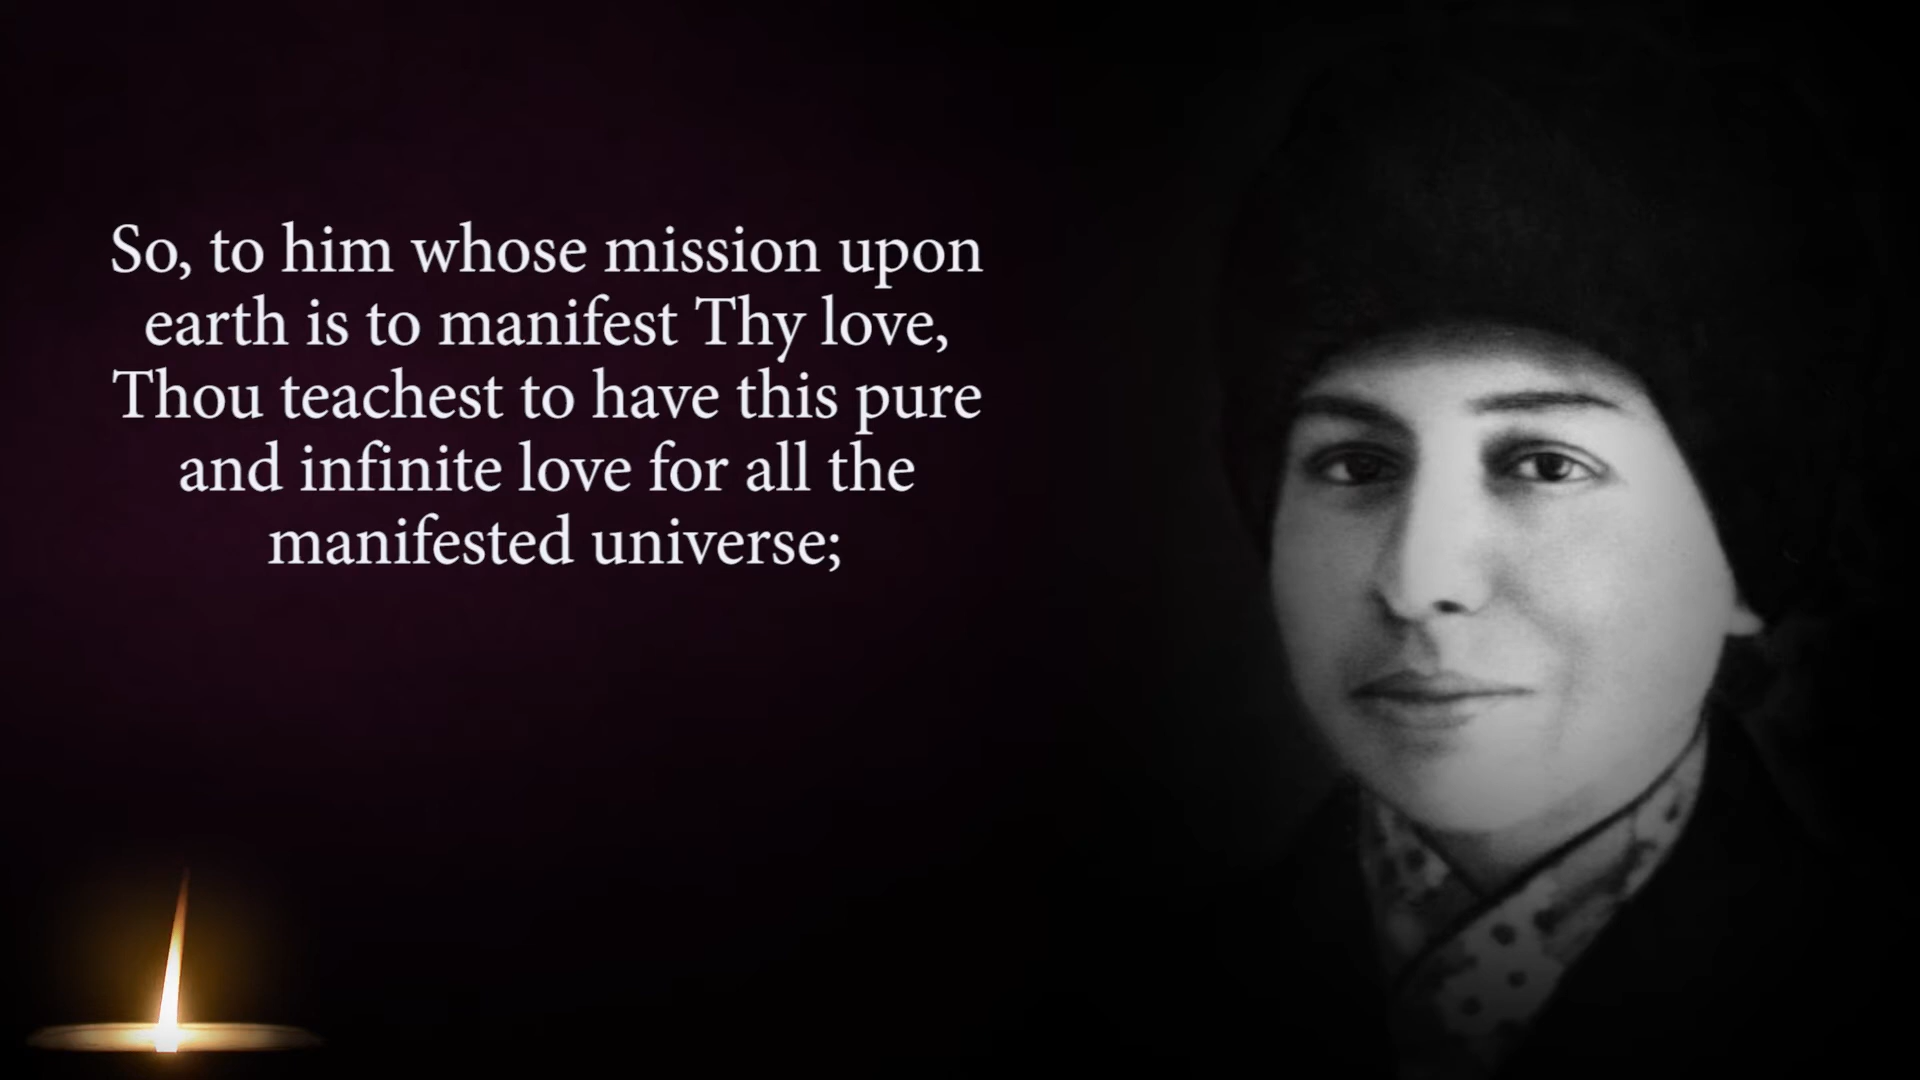 So, to him whose mission upon
earth is to manifest Thy love,
Thou teachest to have this pure
and infinite love for all the
manifested universe;